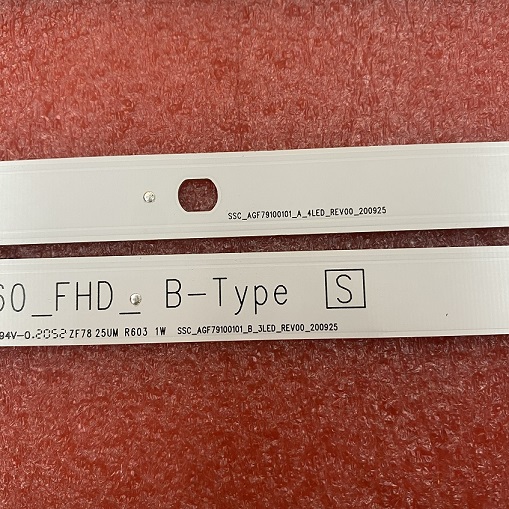 SSC_AGF79100101_A_4LED_REV00_200925
60_FHD_ B-Type S
94V-0. 2052 ZF78.25UM R603 1W SSC_AGF79100101_B_3LED_REV00_200925